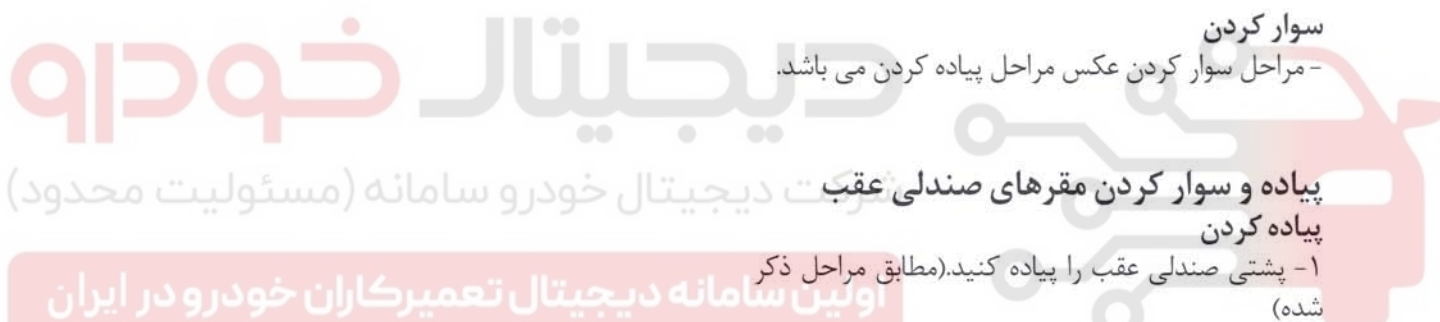 سوار کردن
- مراحل سوار کردن عکس مراحل پیاده کردن می باشد.
دیجیتال خودرو
پیاده و سوار کردن مقرهای صندلی عقب
شرکت دیجیتال خودرو سامانه (مسئولیت محدود)
پیاده کردن
۱- پشتی صندلی عقب را پیاده کنید.(مطابق مراحل ذکر
شده)
اولین سامانه دیجیتال تعمیرکاران خودرو در ایران